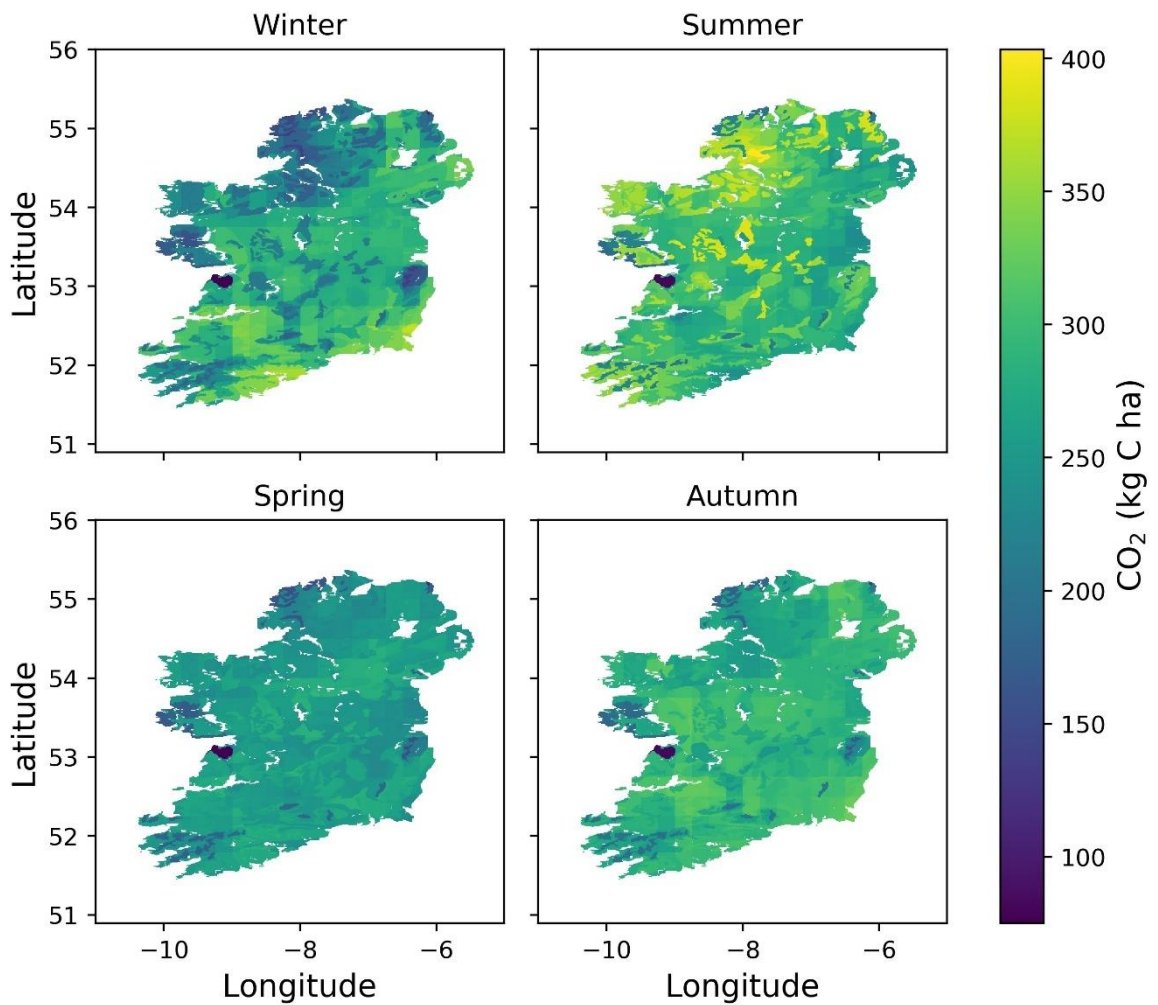 Winter
Summer
56
55
54
53
52
51
Latitude
Spring
Autumn
56
55
54
53
52
51
Latitude
−10
−8
−6
Longitude
−10
−8
−6
Longitude
400
350
300
250
200
150
100
CO₂ (kg C ha)